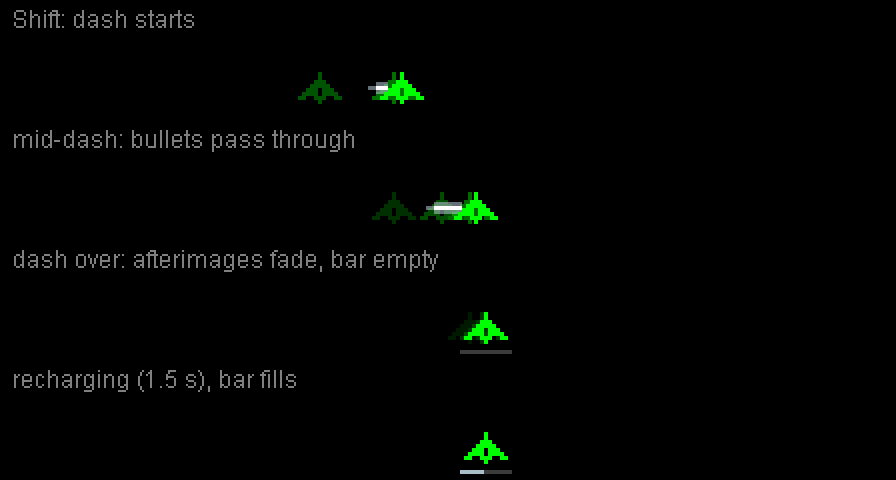 Shift: dash starts
mid-dash: bullets pass through
dash over: afterimages fade, bar empty
recharging (1.5 s), bar fills